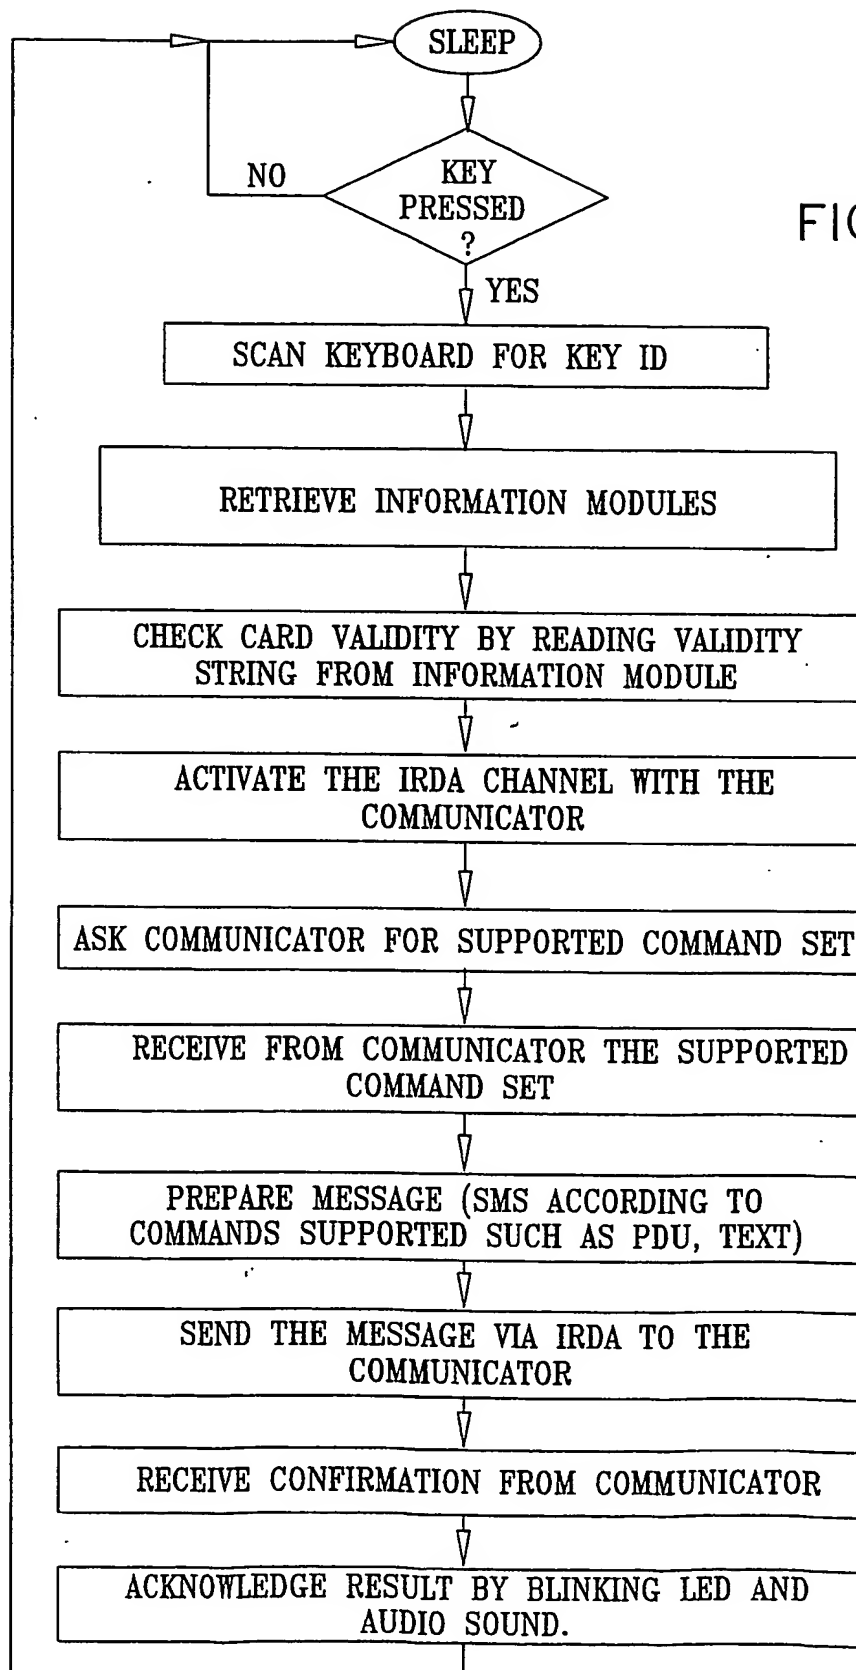 SLEEP
KEY
PRESSED
?
NO
YES
SCAN KEYBOARD FOR KEY ID
RETRIEVE INFORMATION MODULES
CHECK CARD VALIDITY BY READING VALIDITY
STRING FROM INFORMATION MODULE
ACTIVATE THE IRDA CHANNEL WITH THE
COMMUNICATOR
ASK COMMUNICATOR FOR SUPPORTED COMMAND SET
RECEIVE FROM COMMUNICATOR THE SUPPORTED
COMMAND SET
PREPARE MESSAGE (SMS ACCORDING TO
COMMANDS SUPPORTED SUCH AS PDU, TEXT)
SEND THE MESSAGE VIA IRDA TO THE
COMMUNICATOR
RECEIVE CONFIRMATION FROM COMMUNICATOR
ACKNOWLEDGE RESULT BY BLINKING LED AND
AUDIO SOUND.